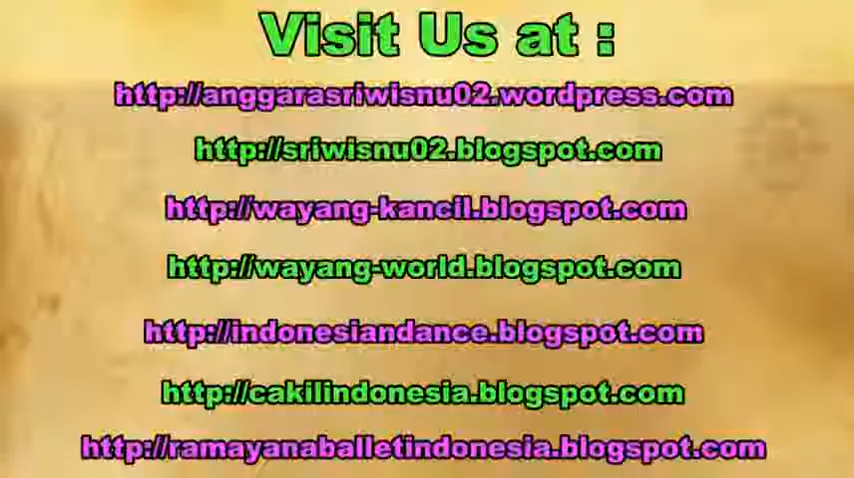 Visit Us at :
http://anggarasriwisnu02.wordpress.com
http://sriwisnu02.blogspot.com
http://wayang-kancil.blogspot.com
http://wayang-world.blogspot.com
http://indonesiandance.blogspot.com
http://cakilindonesia.blogspot.com
http://ramayanaballetindonesia.blogspot.com